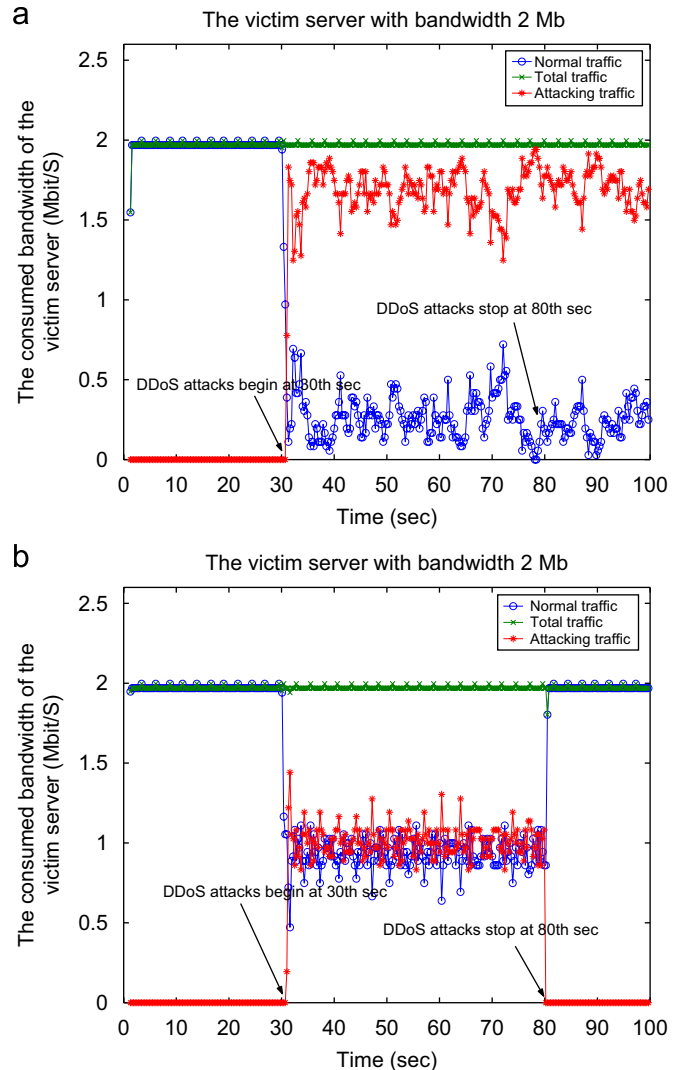 a
The victim server with bandwidth 2 Mb
2.5
Normal traffic
Total traffic
Attacking traffic
2
1.5
1
0.5
0
DDoS attacks stop at 80th sec
DDoS attacks begin at 30th sec
0 10 20 30 40 50 60 70 80 90 100
Time (sec)
The consumed bandwidth of the
victim server (Mbit/S)
b
The victim server with bandwidth 2 Mb
2.5
Normal traffic
Total traffic
Attacking traffic
2
1.5
1
0.5
0
DDoS attacks begin at 30th sec
DDoS attacks stop at 80th sec
0 10 20 30 40 50 60 70 80 90 100
Time (sec)
The consumed bandwidth of the
victim server (Mbit/S)